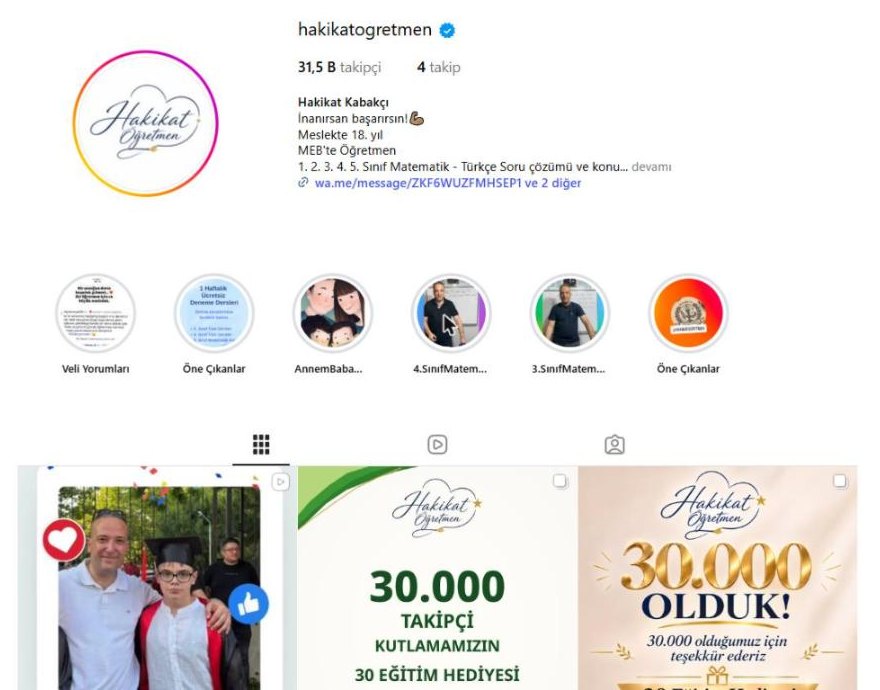 hakikatogretmen
31,5 B takipçi 4 takip
Hakikat Kabakçı
İnanırsan başarırsın!💪🏾
Meslekte 18. yıl
MEB'te Öğretmen
1. 2. 3. 4. 5. Sınıf Matematik - Türkçe Soru çözümü ve konu... devamı
wa.me/message/ZKF6WUZFMHSEP1 ve 2 diğer
Hakikat
Öğretmen
1 Haftalık
Ücretsiz
Deneme Dersleri
Veli Yorumları
Öne Çıkanlar
AnnemBaba...
4.SınıfMatem...
3.SınıfMatem...
Öne Çıkanlar
Hakikat
Öğretmen
30.000
TAKİPÇİ
KUTLAMAMIZIN
30 EĞİTİM HEDİYESİ
Hakikat
Öğretmen
30.000
OLDUK!
30.000 olduğumuz için
teşekkür ederiz